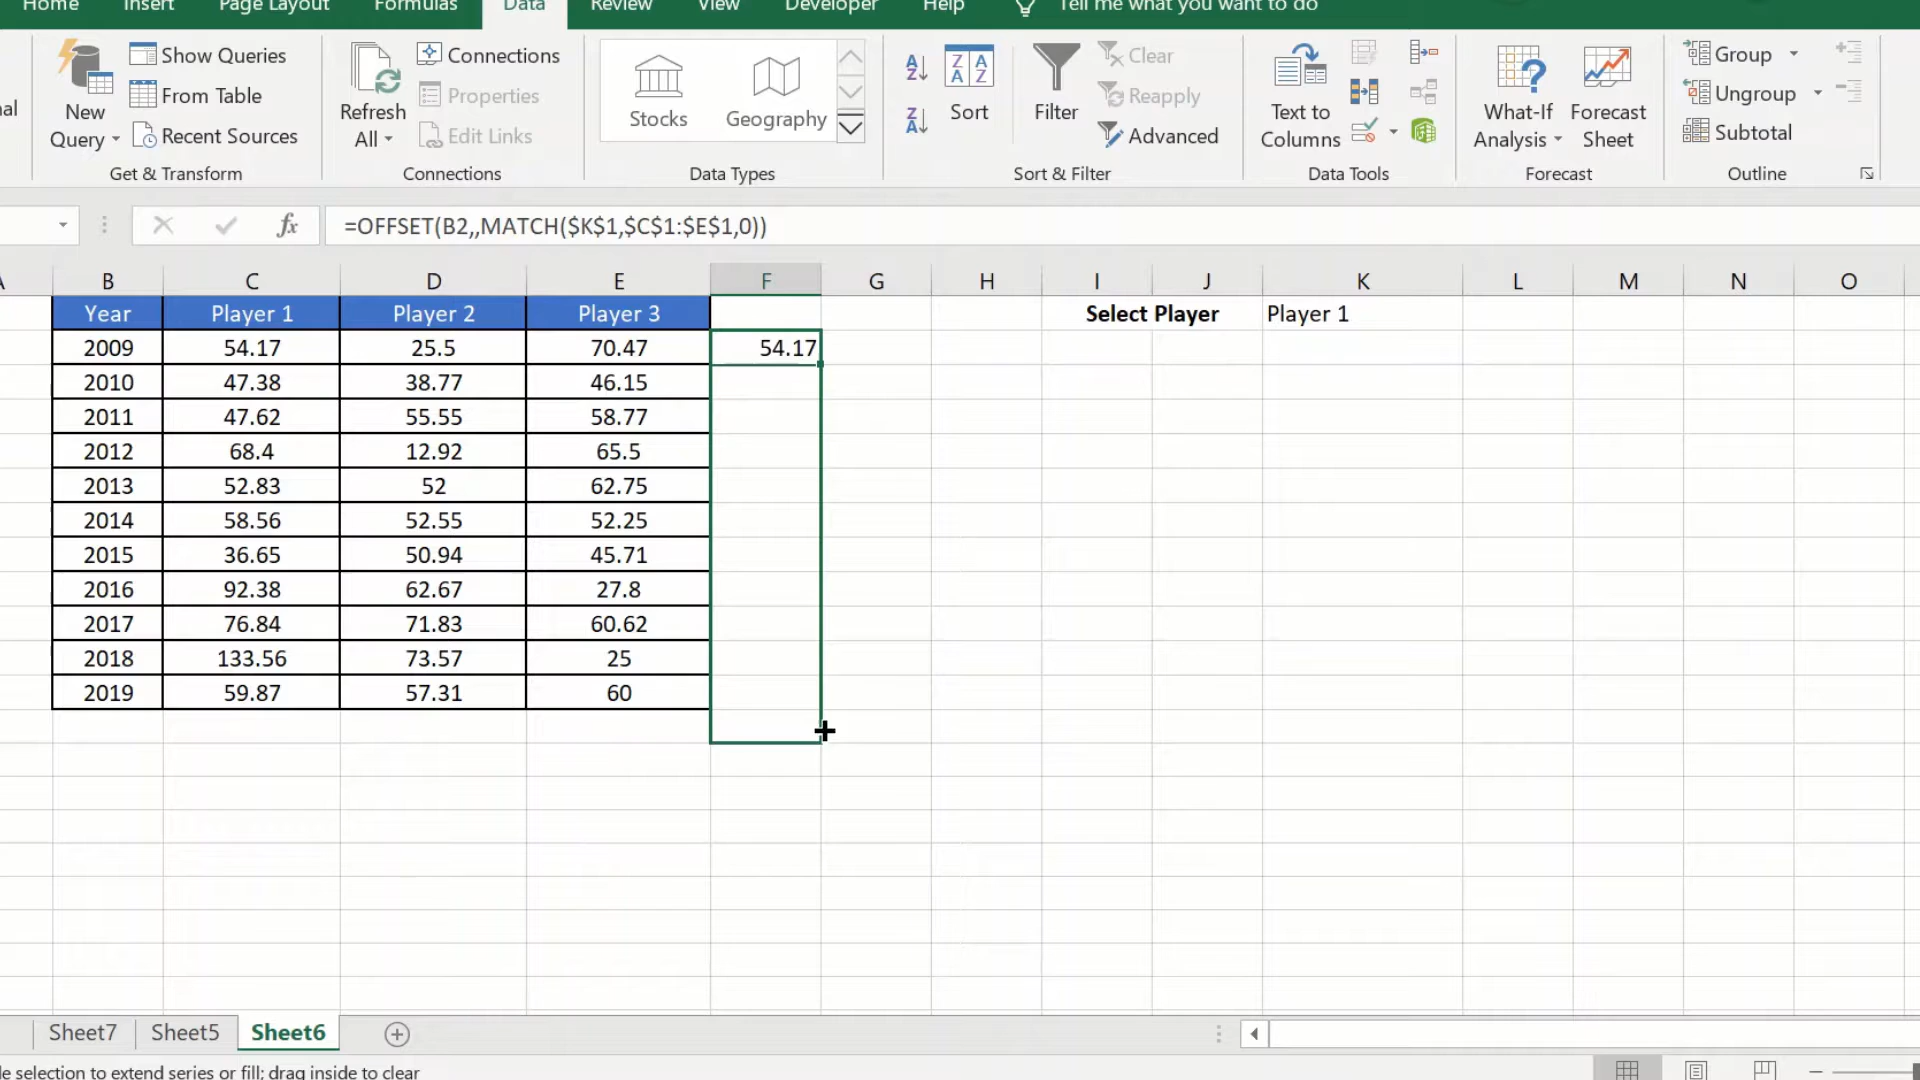 Home Insert Page Layout Formulas Data Review View Developer Help Tell me what you want to do
New Query
Show Queries
From Table
Recent Sources
Get & Transform
Refresh All
Connections
Properties
Edit Links
Connections
Stocks Geography
Data Types
Sort
Filter
Clear
Reapply
Advanced
Sort & Filter
Text to Columns
Data Tools
What-If Analysis
Forecast Sheet
Forecast
Group
Ungroup
Subtotal
Outline
fx =OFFSET(B2,,MATCH($K$1,$C$1:$E$1,0))
B C D E F G H I J K L M N O
Year Player 1 Player 2 Player 3 Select Player Player 1
2009 54.17 25.5 70.47 54.17
2010 47.38 38.77 46.15
2011 47.62 55.55 58.77
2012 68.4 12.92 65.5
2013 52.83 52 62.75
2014 58.56 52.55 52.25
2015 36.65 50.94 45.71
2016 92.38 62.67 27.8
2017 76.84 71.83 60.62
2018 133.56 73.57 25
2019 59.87 57.31 60
Sheet7 Sheet5 Sheet6
selection to extend series or fill; drag inside to clear